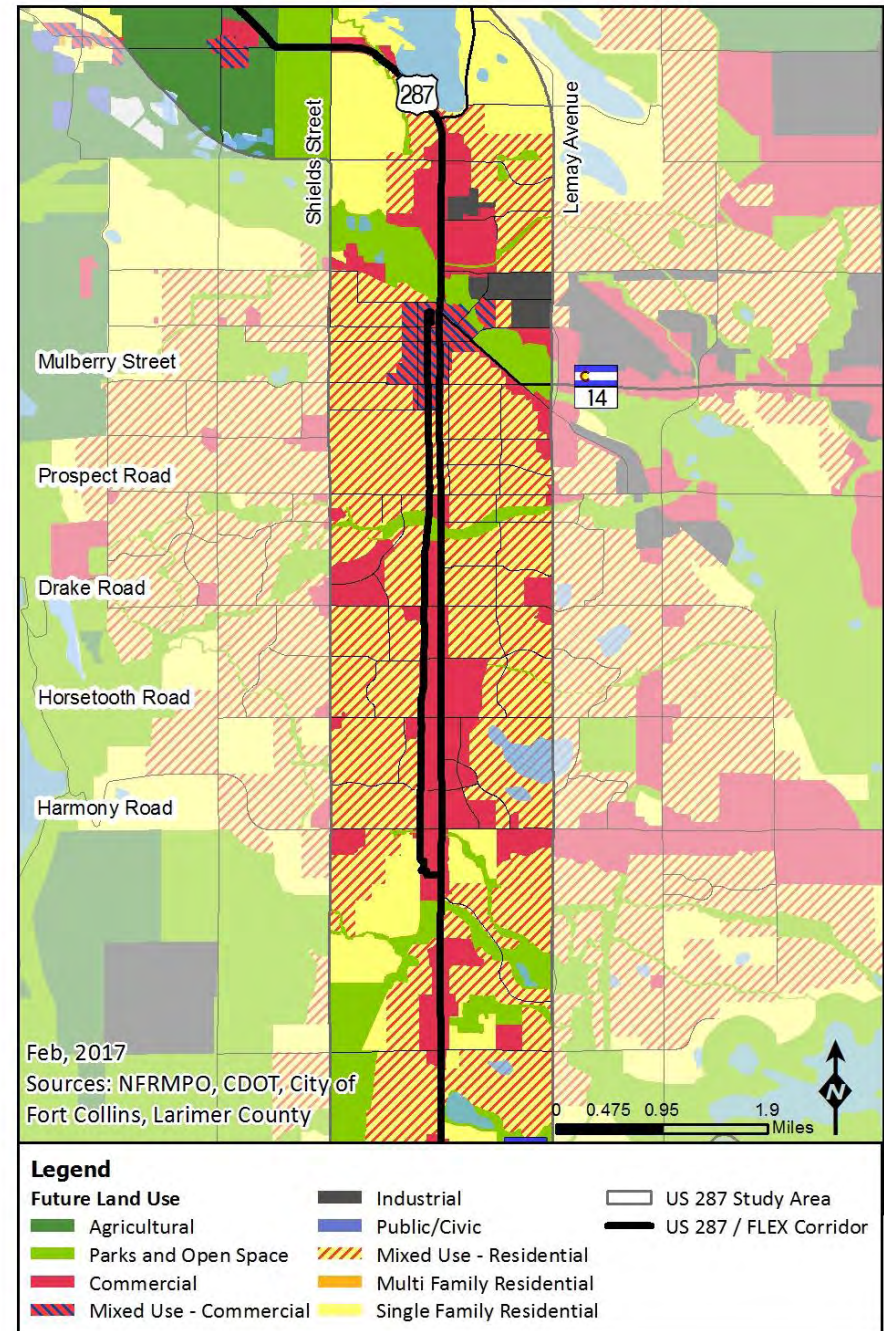 287
Shields Street
Lemay Avenue
Mulberry Street
14
Prospect Road
Drake Road
Horsetooth Road
Harmony Road
Feb, 2017
Sources: NFRMPO, CDOT, City of
Fort Collins, Larimer County
0 0.475 0.95 1.9
Miles
N
Legend
Future Land Use
Agricultural
Parks and Open Space
Commercial
Mixed Use - Commercial
Industrial
Public/Civic
Mixed Use - Residential
Multi Family Residential
Single Family Residential
US 287 Study Area
US 287 / FLEX Corridor